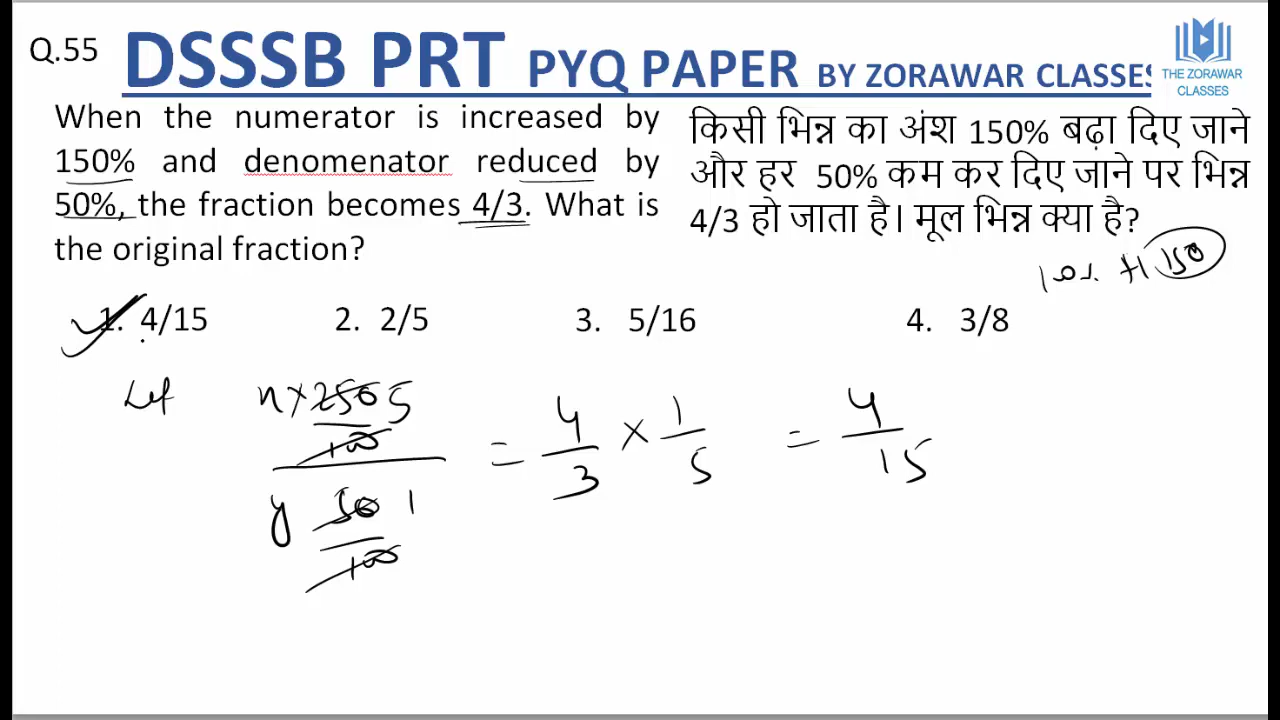 Q.55
DSSSB PRT PYQ PAPER BY ZORAWAR CLASSES
THE ZORAWAR
CLASSES
When the numerator is increased by
150% and denomenator reduced by
50%, the fraction becomes 4/3. What is
the original fraction?
किसी भिन्न का अंश 150% बढ़ा दिए जाने
और हर 50% कम कर दिए जाने पर भिन्न
4/3 हो जाता है। मूल भिन्न क्या है?
150
1. 4/15
2. 2/5
3. 5/16
4. 3/8
Let
x × 250 5
100
y 50 1
100
= 4/3 × 1/5 = 4/15